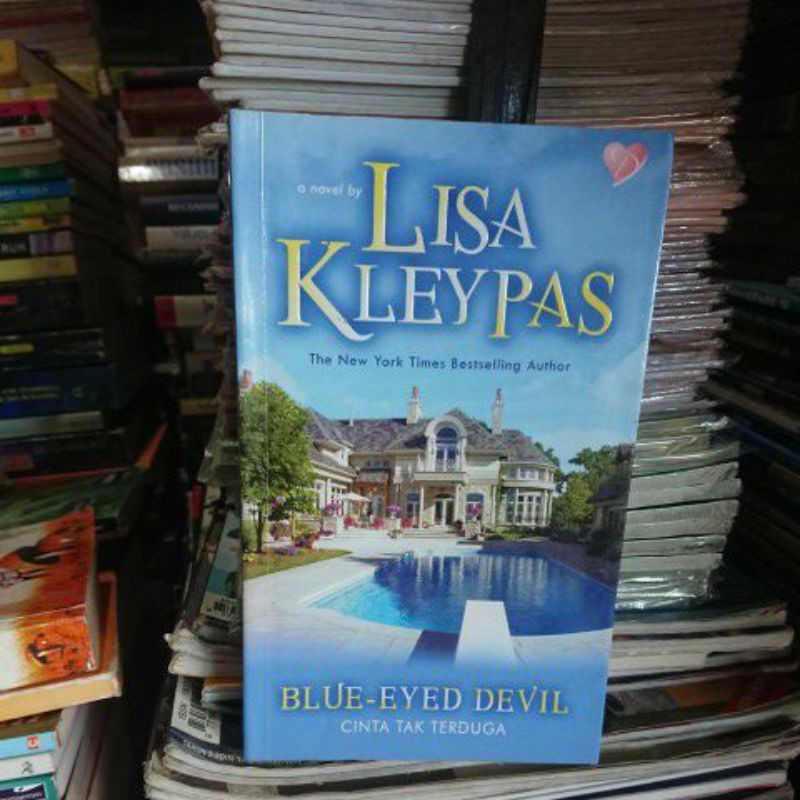 a novel by
LISA
KLEYPAS
The New York Times Bestselling Author
BLUE-EYED DEVIL
CINTA TAK TERDUGA